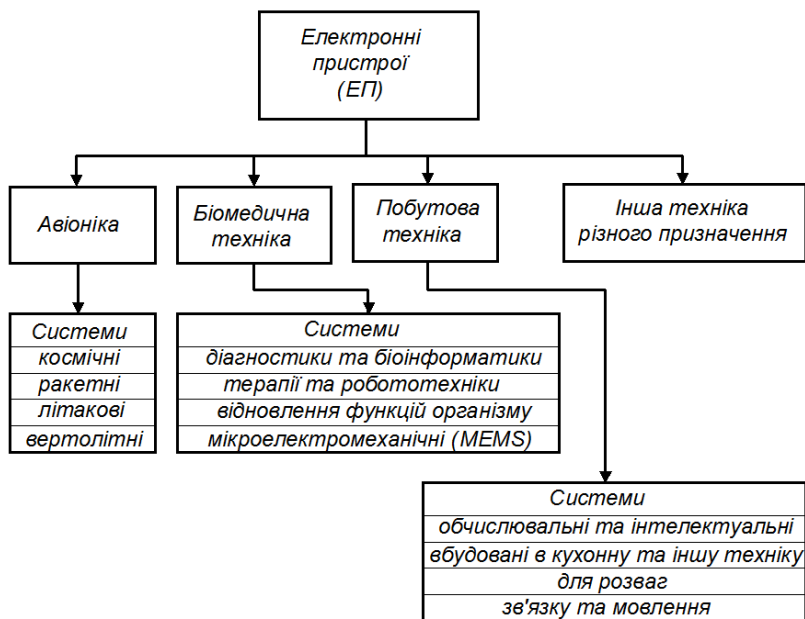 Електронні
пристрої
(ЕП)
Авіоніка
Біомедична
техніка
Побутова
техніка
Інша техніка
різного призначення
Системи
космічні
ракетні
літакові
вертолітні
Системи
діагностики та біоінформатики
терапії та робототехніки
відновлення функцій організму
мікроелектромеханічні (MEMS)
Системи
обчислювальні та інтелектуальні
вбудовані в кухонну та іншу техніку
для розваг
зв'язку та мовлення